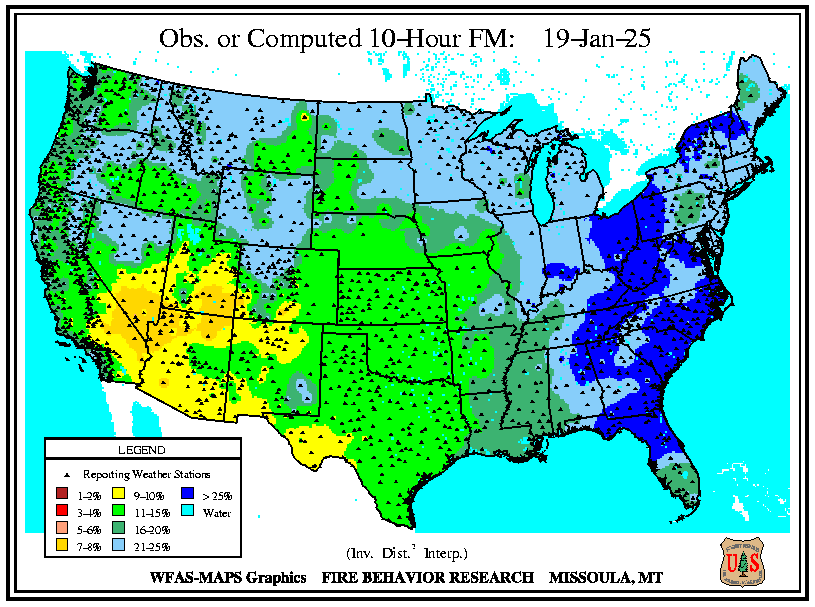 Obs. or Computed 10-Hour FM: 19-Jan-25
LEGEND
Reporting Weather Stations
1-2% 9-10% > 25%
3-4% 11-15% Water
5-6% 16-20%
7-8% 21-25%
(Inv. Dist.² Interp.)
WFAS-MAPS Graphics FIRE BEHAVIOR RESEARCH MISSOULA, MT
U S